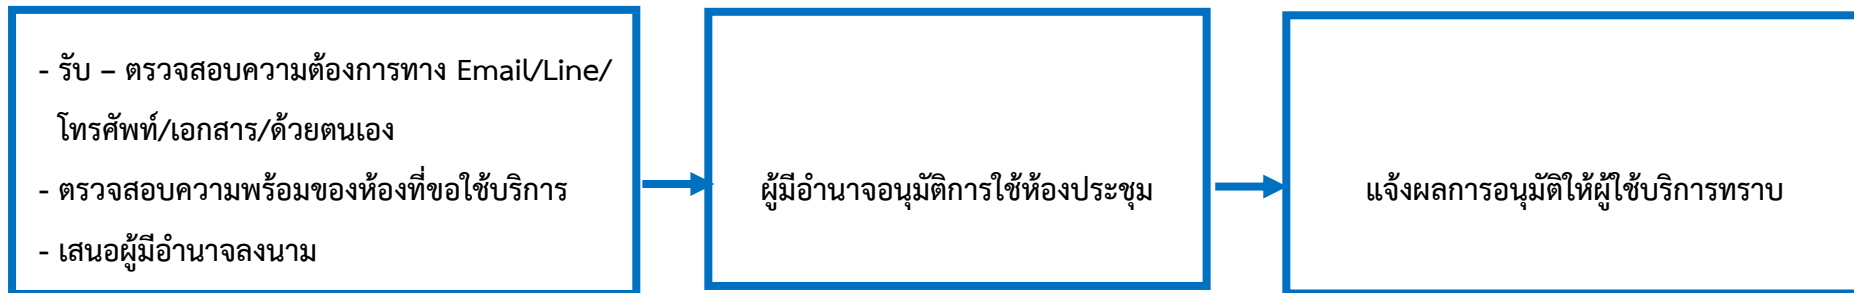 - รับ – ตรวจสอบความต้องการทาง Email/Line/
โทรศัพท์/เอกสาร/ด้วยตนเอง
- ตรวจสอบความพร้อมของห้องที่ขอใช้บริการ
- เสนอผู้มีอำนาจลงนาม
ผู้มีอำนาจอนุมัติการใช้ห้องประชุม
แจ้งผลการอนุมัติให้ผู้ใช้บริการทราบ